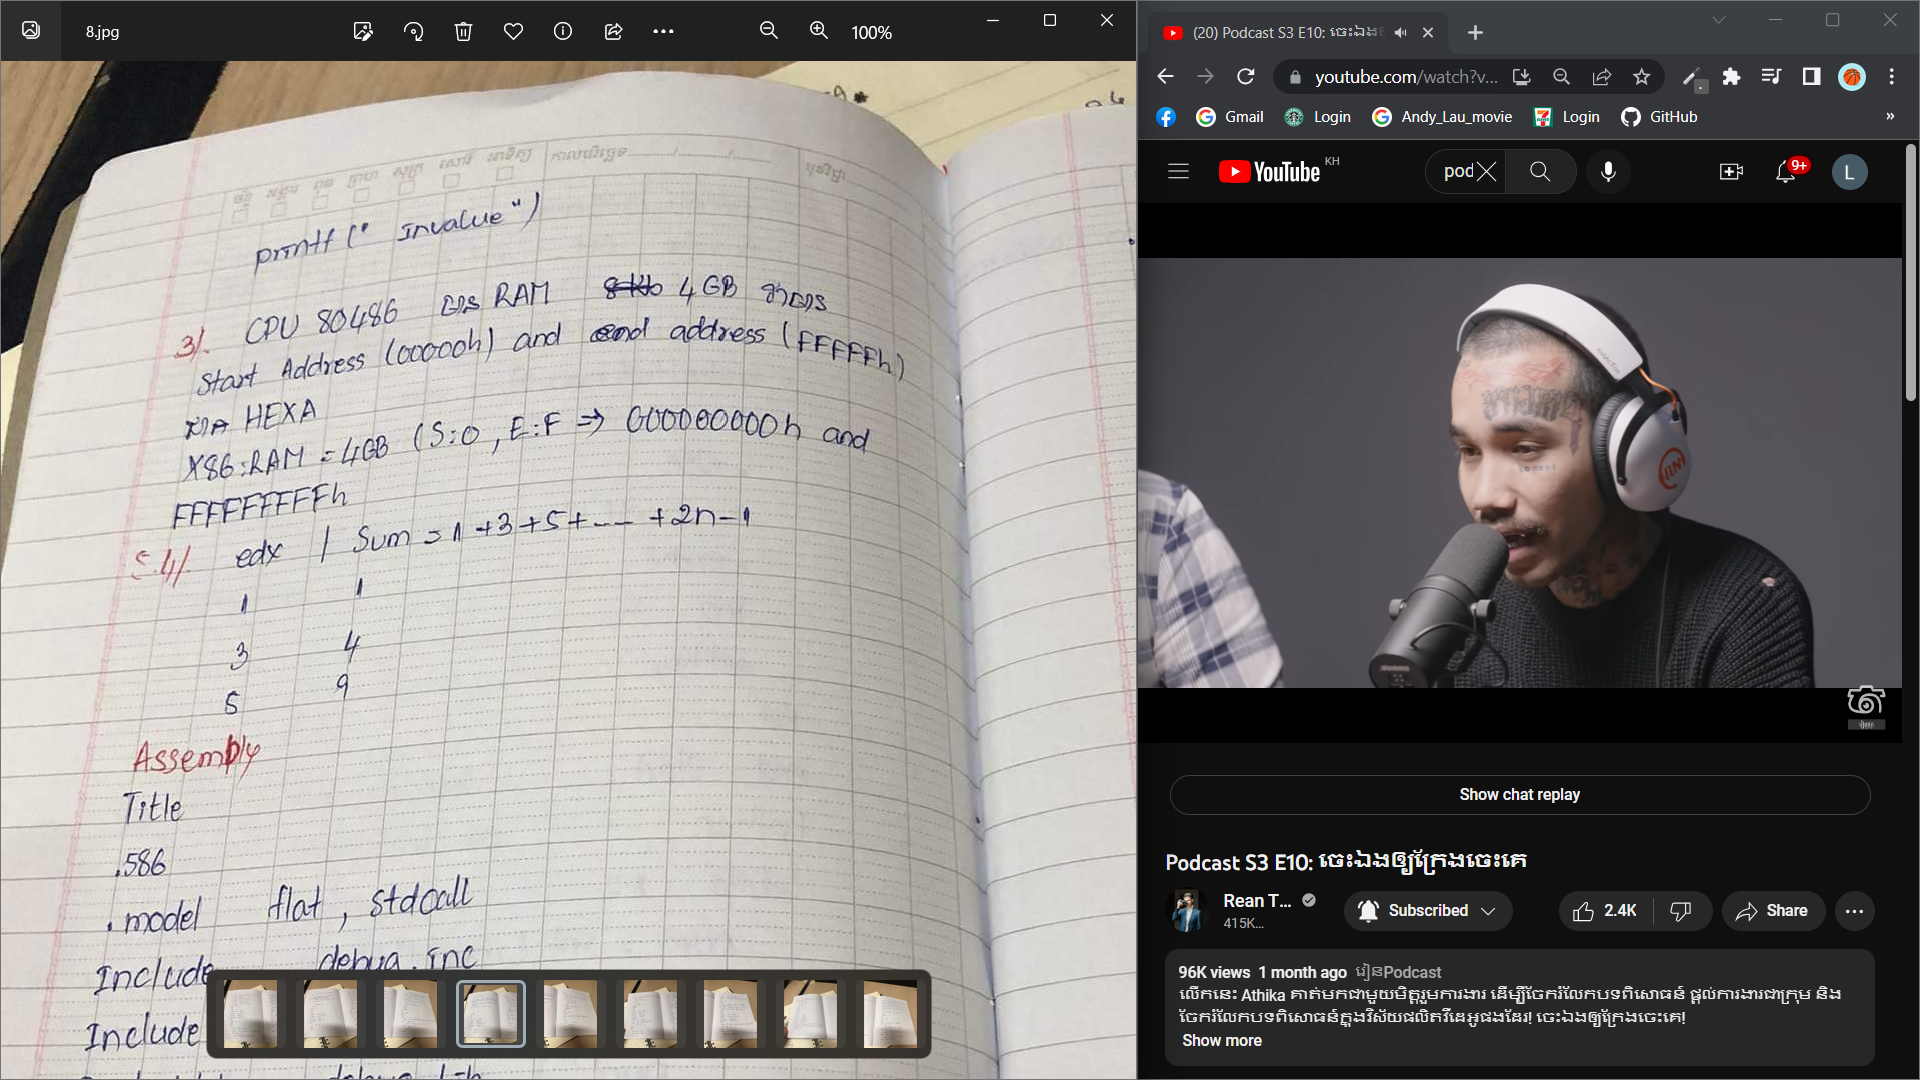 8.jpg
100%
printf (" Invalue")
3/. CPU 80486 មាន RAM 4GB
Start Address (00000h) and end address (FFFFFh)
HEXA
X86:RAM = 4GB (S:0, E:F ⇒ 000000000h and
FFFFFFFFFh
edx | Sum = 1 +3 +5+ --- +2n-1
1 1
3 4
5 9
Assembly
Title
.586
.model flat, stdcall
Include debug.inc
Include
(20) Podcast S3 E10: ចេះឯង
youtube.com/watch?v...
Gmail
Login
Andy_Lau_movie
Login
GitHub
»
YouTube KH
pod
9+
L
Show chat replay
Podcast S3 E10: ចេះឯងឲ្យក្រែងចេះគេ
Rean T...
415K...
Subscribed
2.4K
Share
96K views 1 month ago រៀនPodcast
លើកនេះ Athika គាត់មកជាមួយមិត្តរួមការងារ ដើម្បីចែករំលែកបទពិសោធន៍ ផ្ដល់ការងារជាក្រុម និង
ចែករំលែកបទពិសោធន៍ក្នុងវិស័យផលិតវីដេអូផងដែរ! ចេះឯងឲ្យក្រែងចេះគេ!
Show more